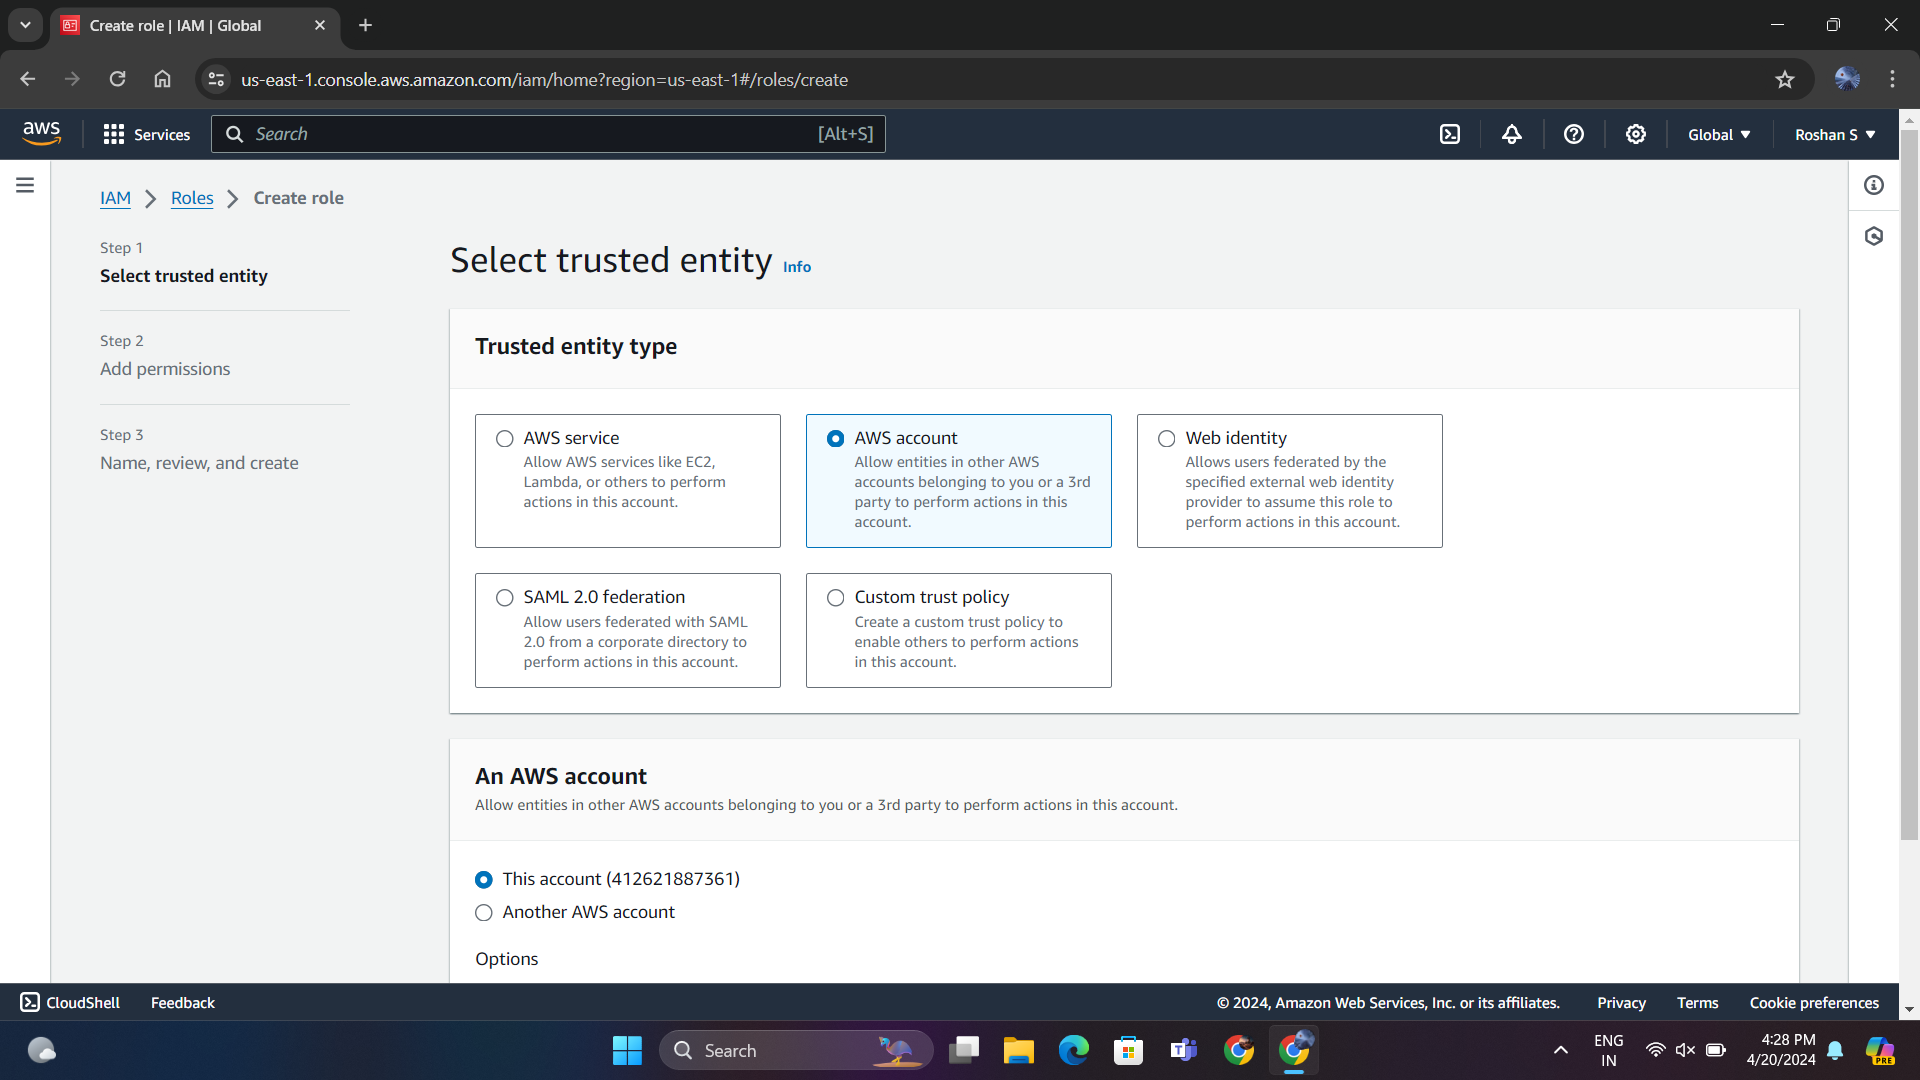 Create role | IAM | Global
us-east-1.console.aws.amazon.com/iam/home?region=us-east-1#/roles/create
aws
Services
Search
[Alt+S]
Global
Roshan S
IAM
Roles
Create role
Step 1
Select trusted entity
Step 2
Add permissions
Step 3
Name, review, and create
Select trusted entity Info
Trusted entity type
AWS service
Allow AWS services like EC2,
Lambda, or others to perform
actions in this account.
AWS account
Allow entities in other AWS
accounts belonging to you or a 3rd
party to perform actions in this
account.
Web identity
Allows users federated by the
specified external web identity
provider to assume this role to
perform actions in this account.
SAML 2.0 federation
Allow users federated with SAML
2.0 from a corporate directory to
perform actions in this account.
Custom trust policy
Create a custom trust policy to
enable others to perform actions
in this account.
An AWS account
Allow entities in other AWS accounts belonging to you or a 3rd party to perform actions in this account.
This account (412621887361)
Another AWS account
Options
CloudShell
Feedback
© 2024, Amazon Web Services, Inc. or its affiliates.
Privacy
Terms
Cookie preferences
Search
ENG
IN
4:28 PM
4/20/2024
PRE